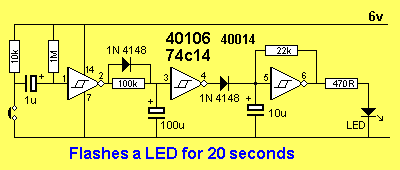 6v
40106 40014
74c14
10k
1M
1N 4148
22k
14
1
2
3
4
5
6
100k
1N 4148
470R
1u
7
100u
10u
LED
Flashes a LED for 20 seconds